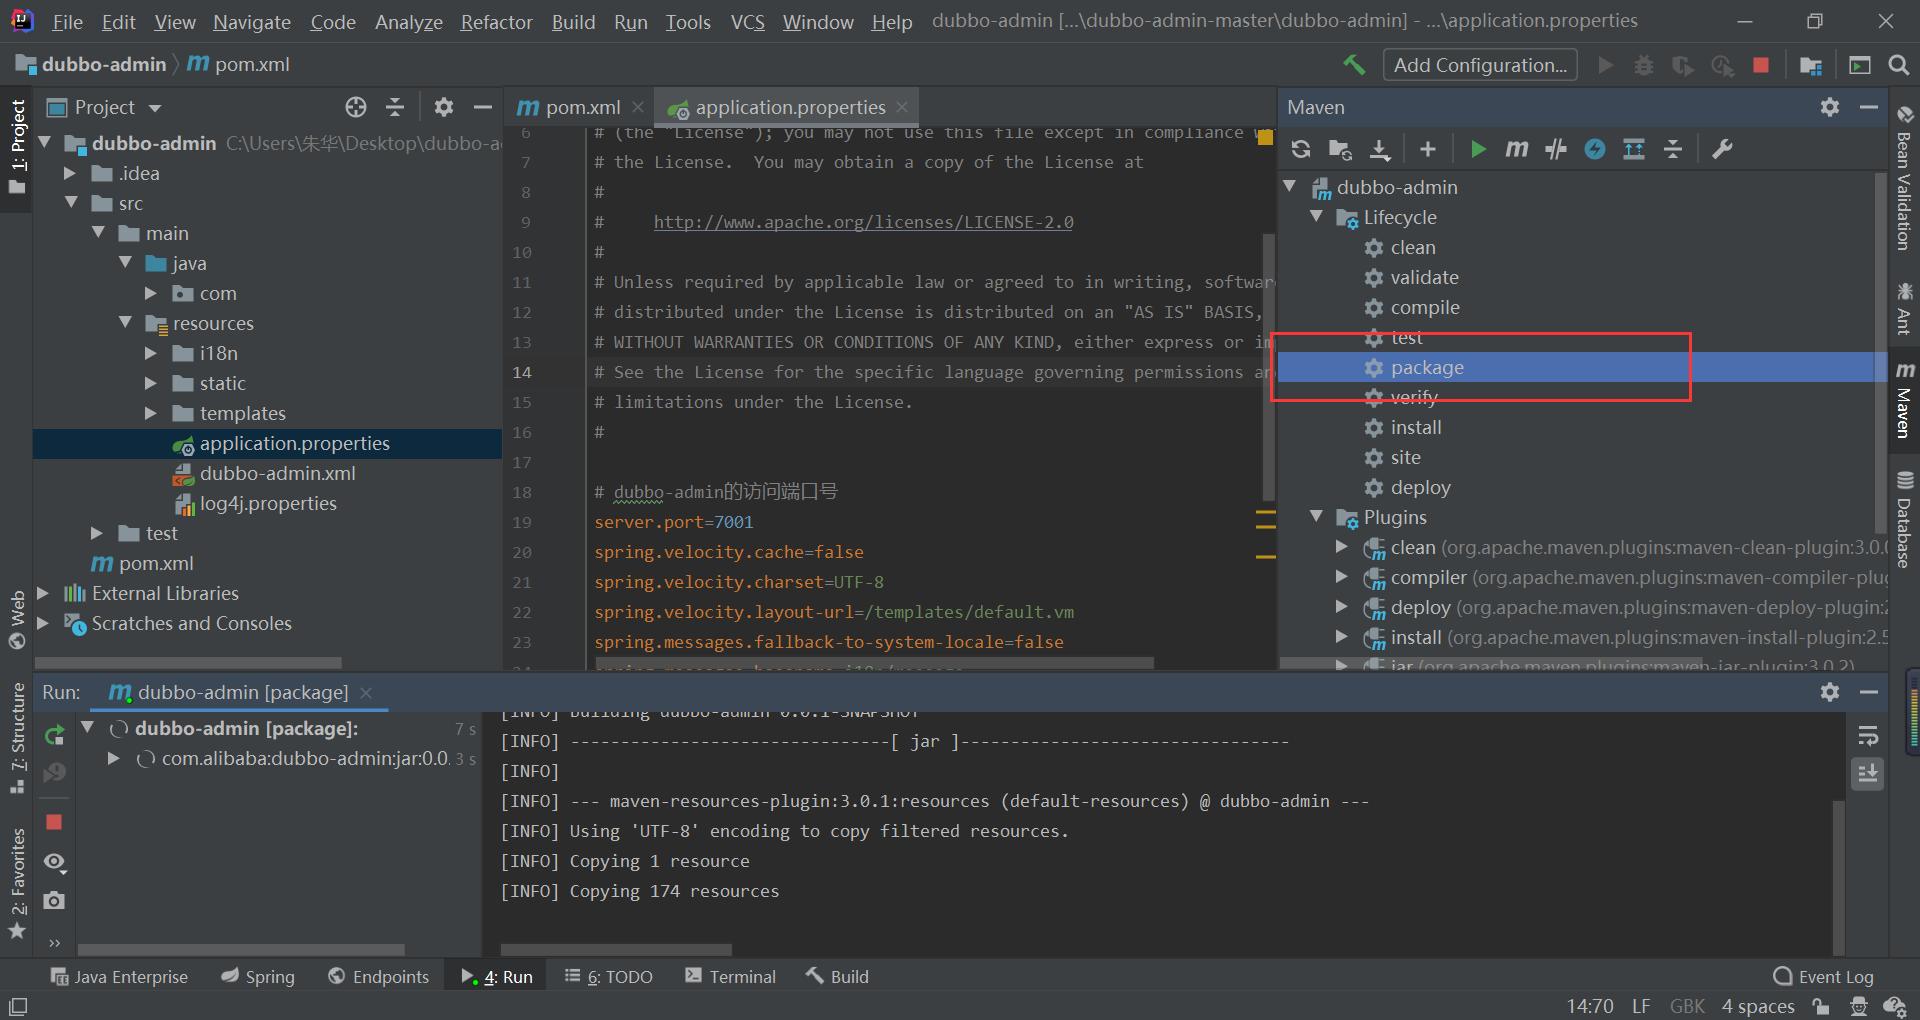 File Edit View Navigate Code Analyze Refactor Build Run Tools VCS Window Help dubbo-admin [...\dubbo-admin-master\dubbo-admin] - ...\application.properties
dubbo-admin pom.xml
Add Configuration...
1: Project
Project
dubbo-admin C:\Users\朱华\Desktop\dubbo-a
.idea
src
main
java
com
resources
i18n
static
templates
application.properties
dubbo-admin.xml
log4j.properties
test
pom.xml
External Libraries
Scratches and Consoles
Web
7: Structure
2: Favorites
pom.xml application.properties
6 # (the "License"); you may not use this file except in compliance w
7 # the License.  You may obtain a copy of the License at
8 #
9 #     http://www.apache.org/licenses/LICENSE-2.0
10 #
11 # Unless required by applicable law or agreed to in writing, softwar
12 # distributed under the License is distributed on an "AS IS" BASIS,
13 # WITHOUT WARRANTIES OR CONDITIONS OF ANY KIND, either express or im
14 # See the License for the specific language governing permissions an
15 # limitations under the License.
16 #
17
18 # dubbo-admin的访问端口号
19 server.port=7001
20 spring.velocity.cache=false
21 spring.velocity.charset=UTF-8
22 spring.velocity.layout-url=/templates/default.vm
23 spring.messages.fallback-to-system-locale=false
Maven
dubbo-admin
Lifecycle
clean
validate
compile
test
package
verify
install
site
deploy
Plugins
clean (org.apache.maven.plugins:maven-clean-plugin:3.0.0
compiler (org.apache.maven.plugins:maven-compiler-plug
deploy (org.apache.maven.plugins:maven-deploy-plugin:2
install (org.apache.maven.plugins:maven-install-plugin:2.5
jar (org.apache.maven.plugins:maven-jar-plugin:3.0.2)
Bean Validation
Ant
Maven
Database
Run: dubbo-admin [package]
dubbo-admin [package]: 7 s
com.alibaba:dubbo-admin:jar:0.0. 3 s
[INFO] Building dubbo-admin 0.0.1-SNAPSHOT
[INFO] --------------------------------[ jar ]---------------------------------
[INFO]
[INFO] --- maven-resources-plugin:3.0.1:resources (default-resources) @ dubbo-admin ---
[INFO] Using 'UTF-8' encoding to copy filtered resources.
[INFO] Copying 1 resource
[INFO] Copying 174 resources
Java Enterprise Spring Endpoints 4: Run 6: TODO Terminal Build Event Log
14:70 LF GBK 4 spaces